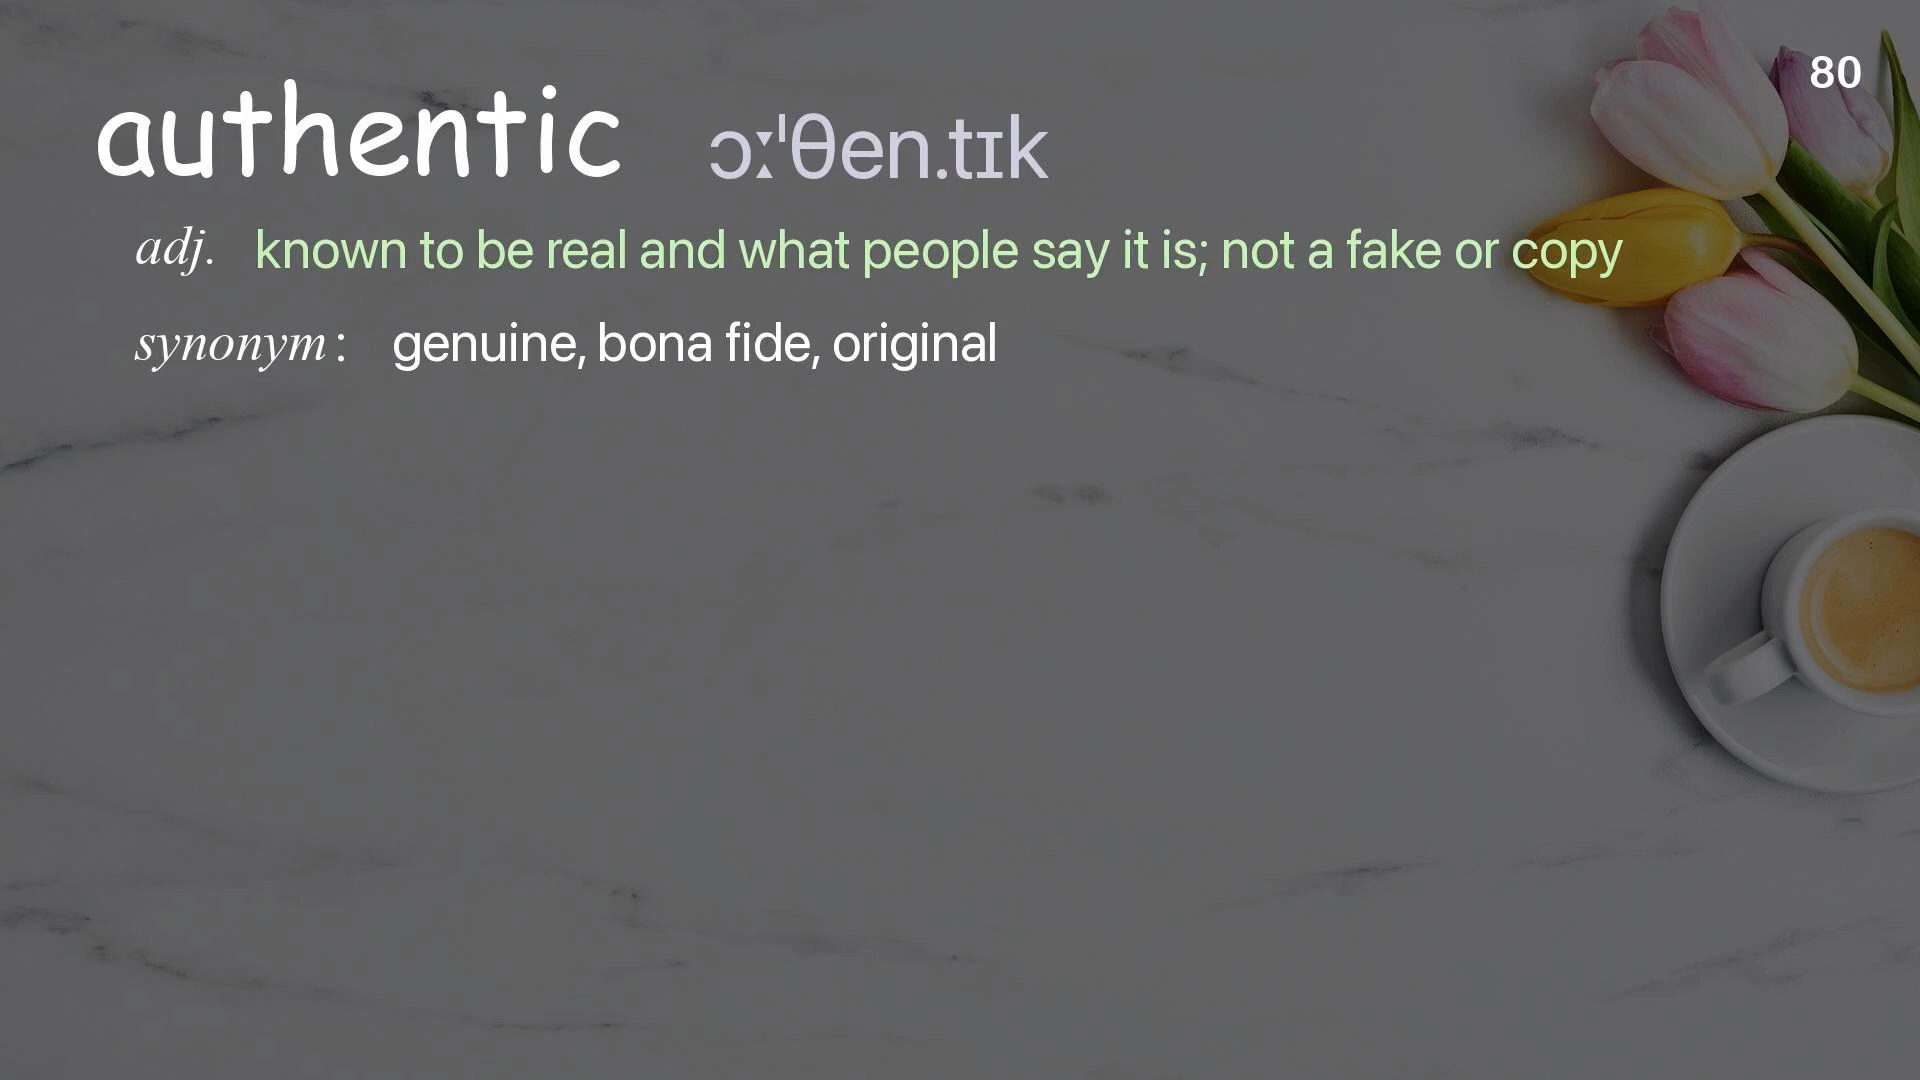 80
authentic ɔːˈθen.tɪk
adj. known to be real and what people say it is; not a fake or copy
synonym: genuine, bona fide, original